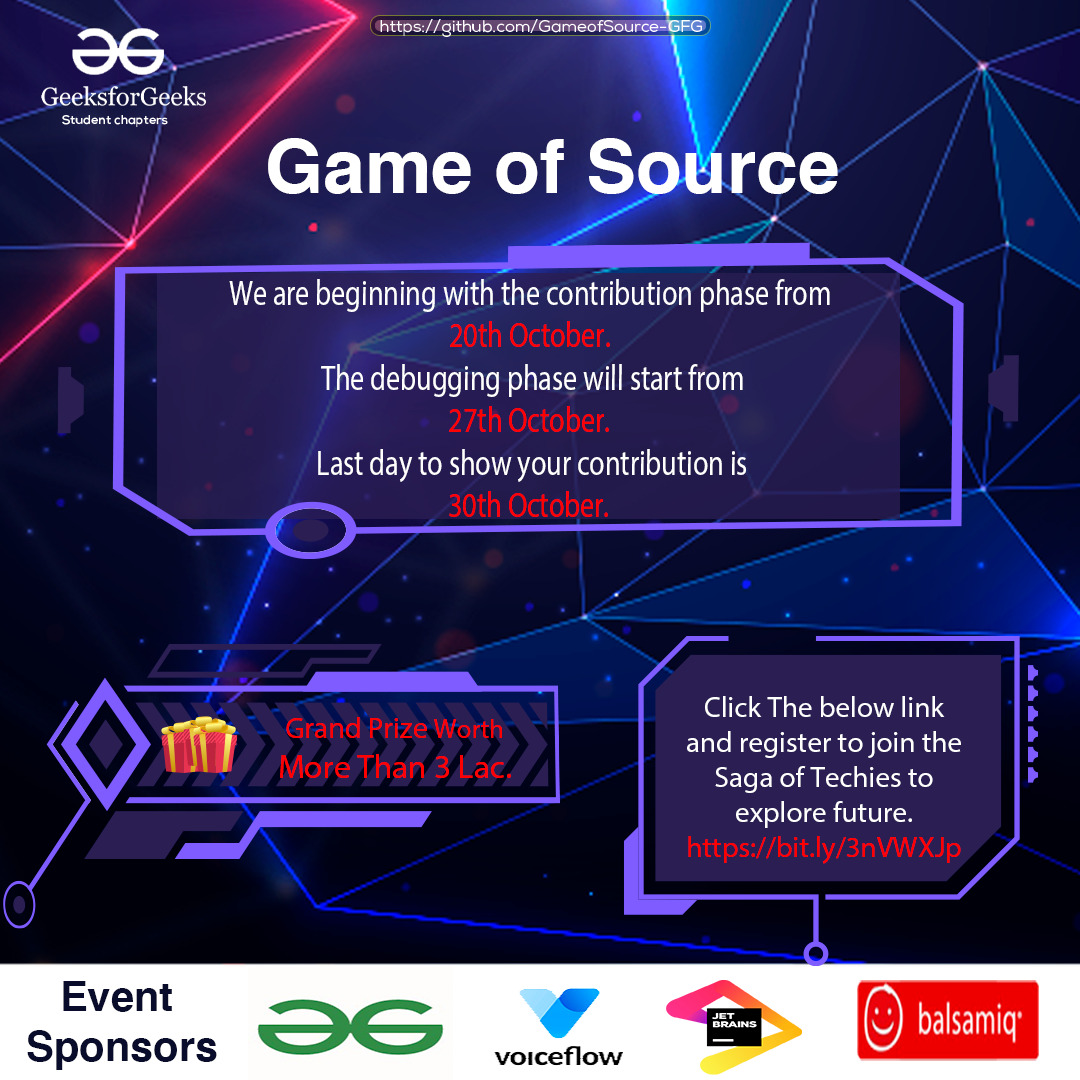 https://github.com/GameofSource-GFG
GeeksforGeeks
Student chapters
Game of Source
We are beginning with the contribution phase from
20th October.
The debugging phase will start from
27th October.
Last day to show your contribution is
30th October.
Grand Prize Worth
More Than 3 Lac.
Click The below link
and register to join the
Saga of Techies to
explore future.
https://bit.ly/3nVWXJp
Event
Sponsors
voiceflow
JET
BRAINS
balsamiq®